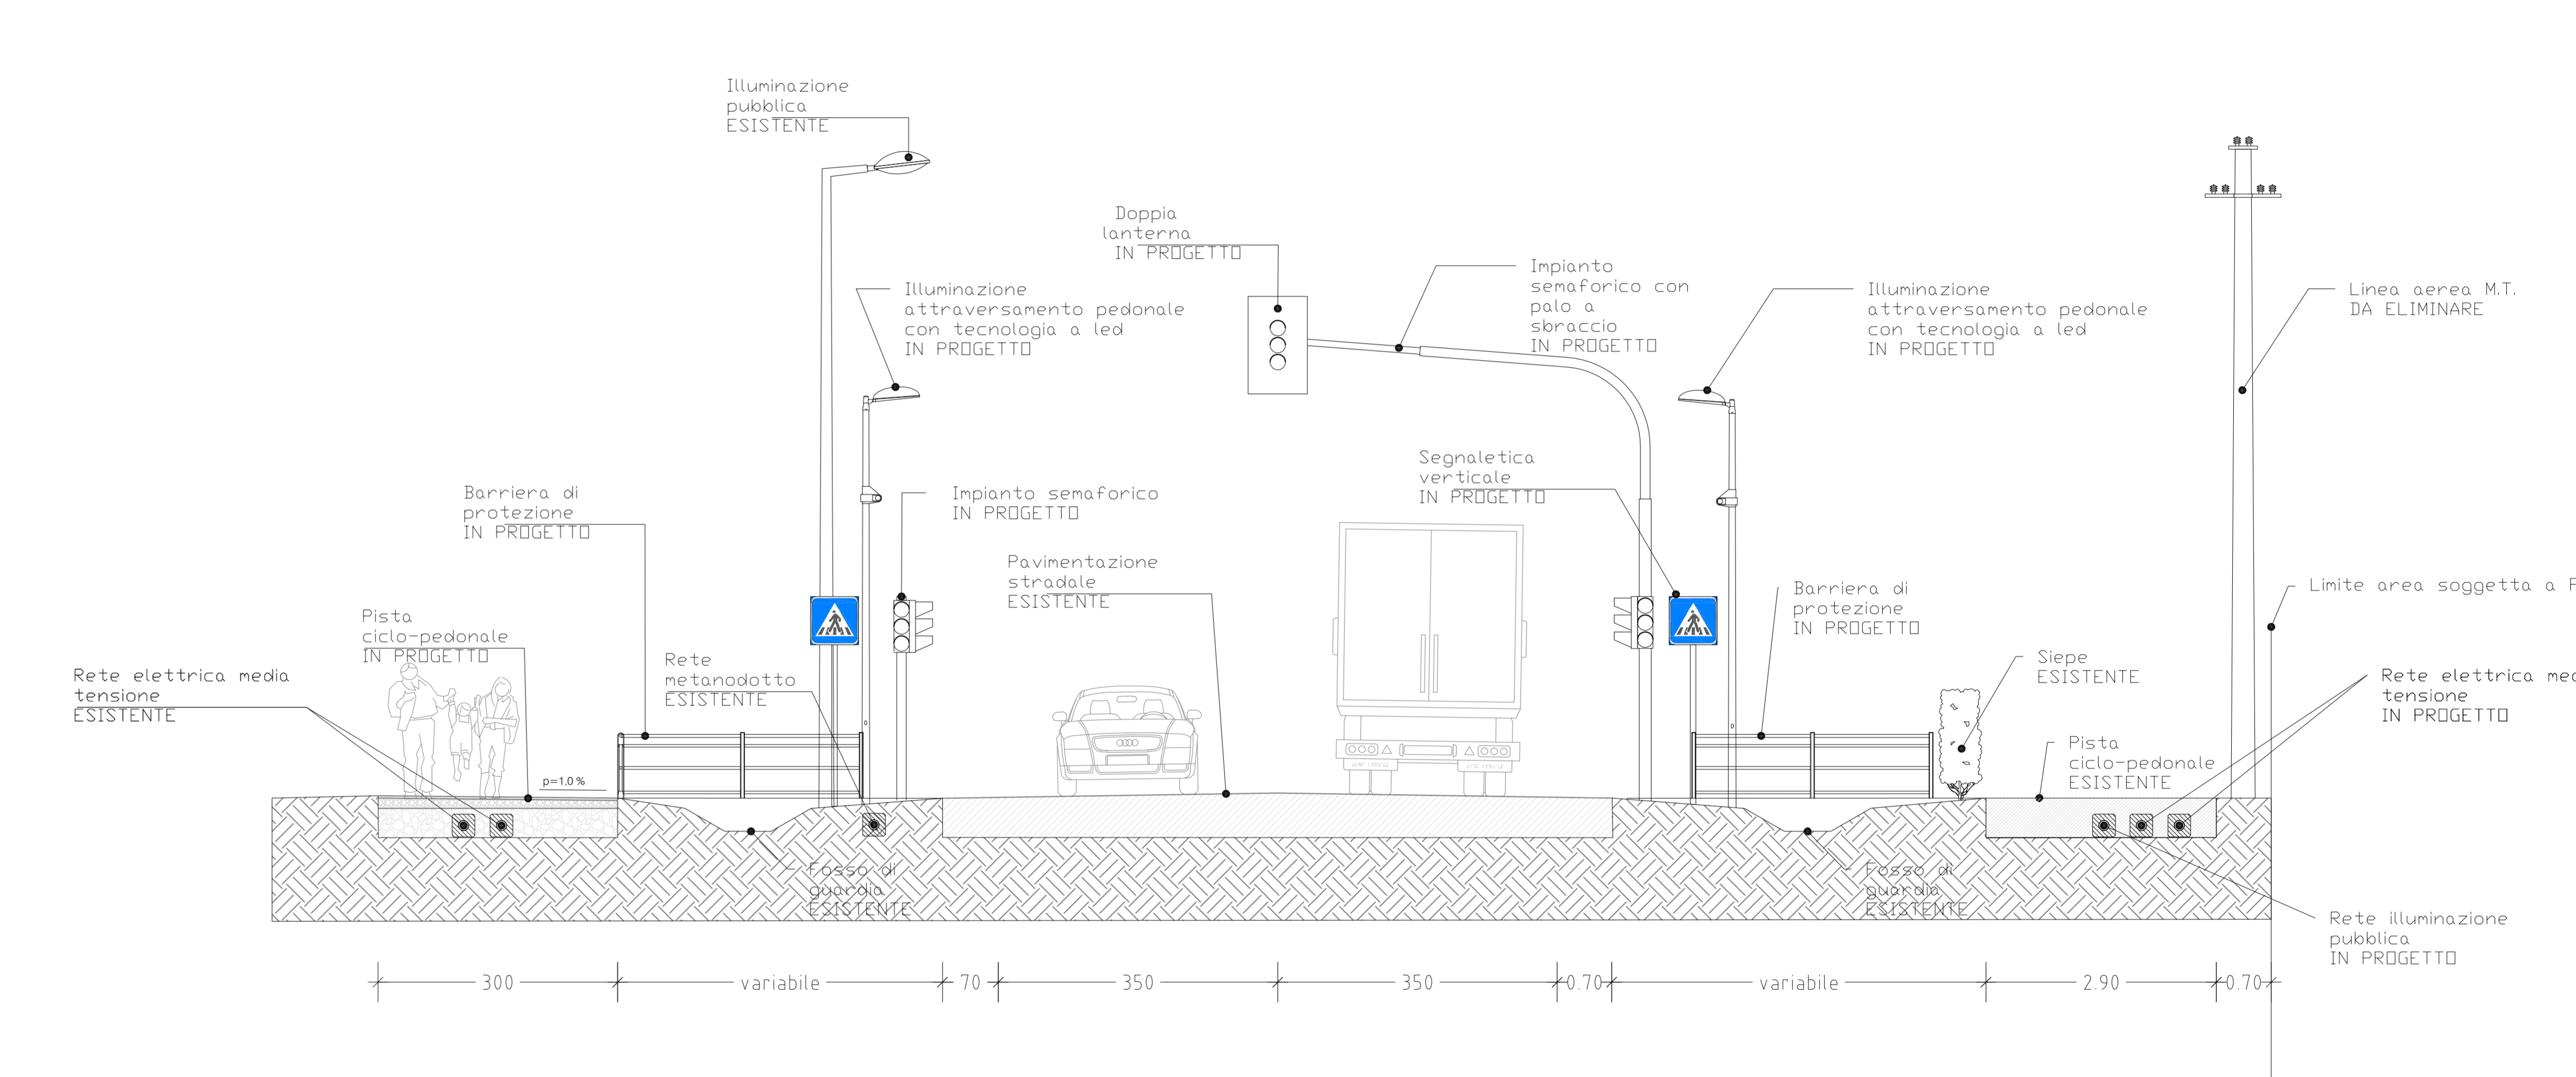 Illuminazione
pubblica
ESISTENTE
Doppia
lanterna
IN PROGETTO
Impianto
semaforico con
palo a
sbraccio
IN PROGETTO
Illuminazione
attraversamento pedonale
con tecnologia a led
IN PROGETTO
Illuminazione
attraversamento pedonale
con tecnologia a led
IN PROGETTO
Linea aerea M.T.
DA ELIMINARE
Segnaletica
verticale
IN PROGETTO
Barriera di
protezione
IN PROGETTO
Impianto semaforico
IN PROGETTO
Pavimentazione
stradale
ESISTENTE
Barriera di
protezione
IN PROGETTO
Limite area soggetta a
Pista
ciclo-pedonale
IN PROGETTO
Rete
metanodotto
ESISTENTE
Siepe
ESISTENTE
Rete elettrica media
tensione
ESISTENTE
Rete elettrica
tensione
IN PROGETTO
Pista
ciclo-pedonale
ESISTENTE
p=1,0 %
Fosso di
guardia
ESISTENTE
Fosso di
guardia
ESISTENTE
Rete illuminazione
pubblica
IN PROGETTO
300 variabile 70 350 350 0.70 variabile 2.90 0.70